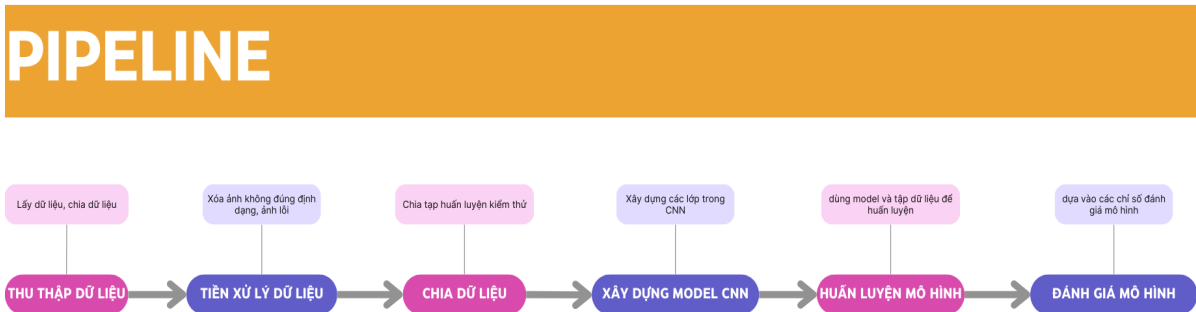 PIPELINE
Lấy dữ liệu, chia dữ liệu
Xóa ảnh không đúng định
dạng, ảnh lỗi
Chia tạp huấn luyện kiểm thử
Xây dựng các lớp trong
CNN
dùng model và tập dữ liệu để
huấn luyện
dựa vào các chỉ số đánh
giá mô hình
THU THẬP DỮ LIỆU
TIỀN XỬ LÝ DỮ LIỆU
CHIA DỮ LIỆU
XÂY DỰNG MODEL CNN
HUẤN LUYỆN MÔ HÌNH
ĐÁNH GIÁ MÔ HÌNH